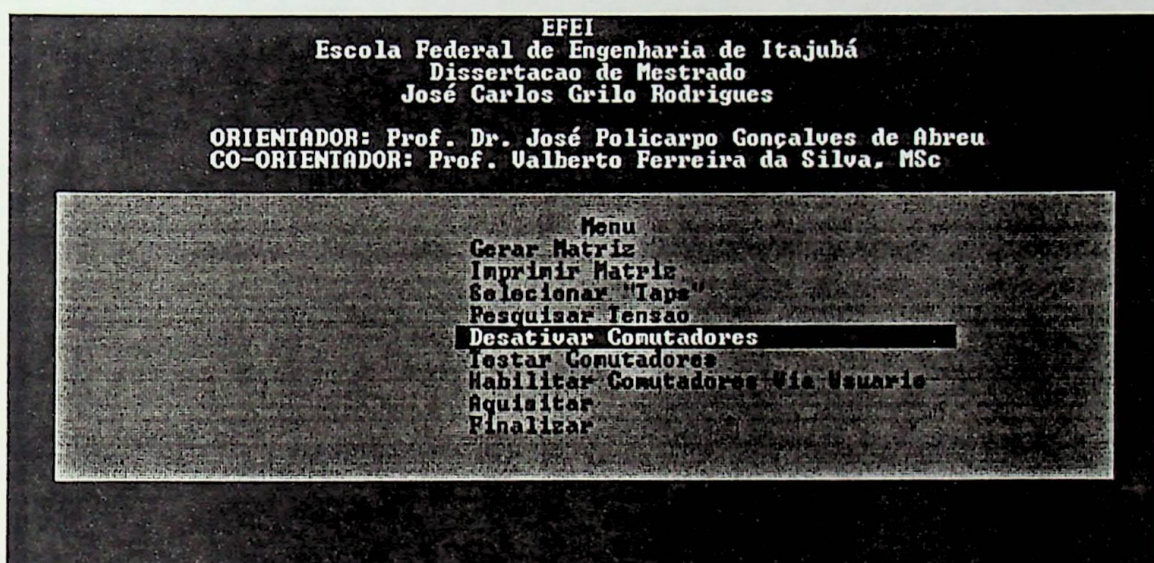 EFEI
Escola Federal de Engenharia de Itajubá
Dissertacao de Mestrado
José Carlos Grilo Rodrigues
ORIENTADOR: Prof. Dr. José Policarpo Gonçalves de Abreu
CO-ORIENTADOR: Prof. Valberto Ferreira da Silva, MSc
Menu
Gerar Matriz
Imprimir Matriz
Selecionar "Taps"
Pesquisar Tensao
Desativar Comutadores
Testar Comutadores
Habilitar Comutadores Via Usuario
Aquisitar
Finalizar